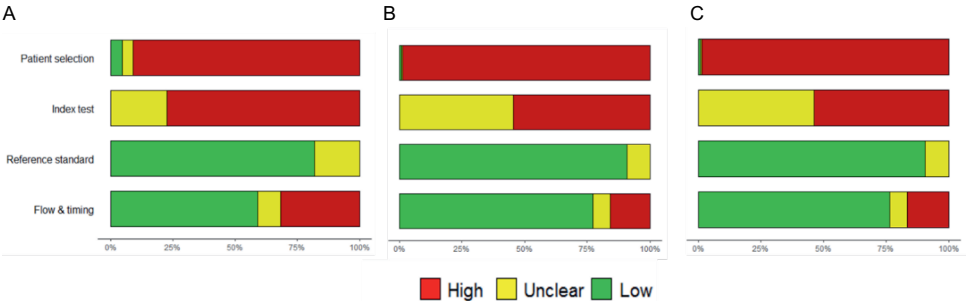 A B C
Patient selection
Index test
Reference standard
Flow & timing
0% 25% 50% 75% 100% 0% 25% 50% 75% 100% 0% 25% 50% 75% 100%
High Unclear Low